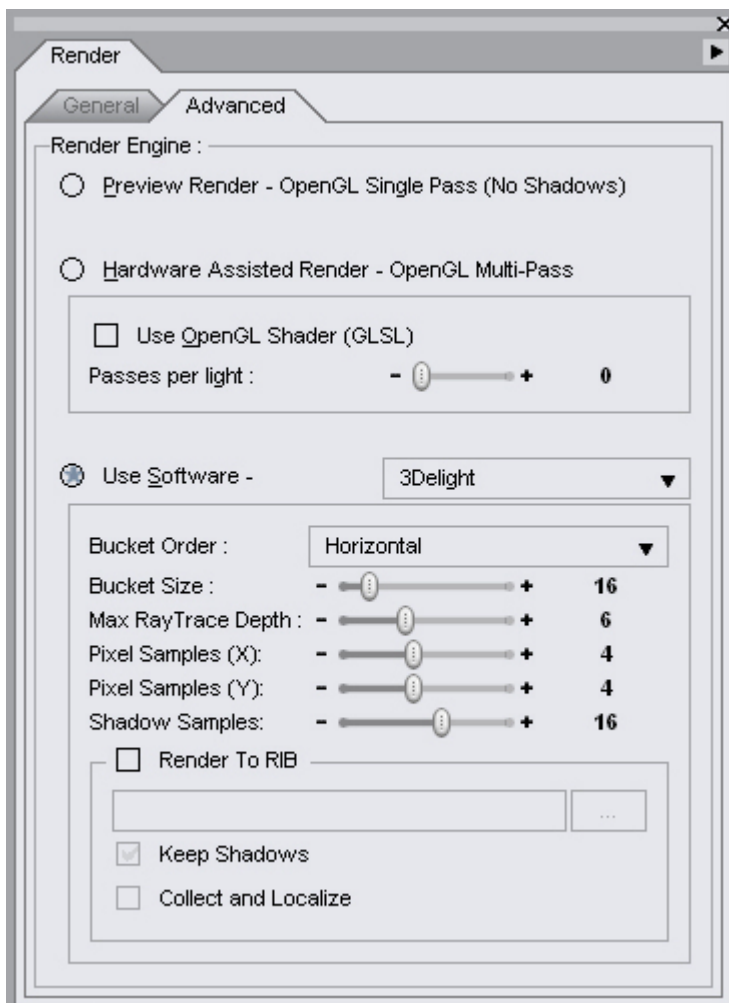 Render
General
Advanced
Render Engine :
Preview Render - OpenGL Single Pass (No Shadows)
Hardware Assisted Render - OpenGL Multi-Pass
Use OpenGL Shader (GLSL)
Passes per light : - + 0
Use Software - 3Delight
Bucket Order : Horizontal
Bucket Size : - + 16
Max RayTrace Depth : - + 6
Pixel Samples (X): - + 4
Pixel Samples (Y): - + 4
Shadow Samples: - + 16
Render To RIB
...
Keep Shadows
Collect and Localize